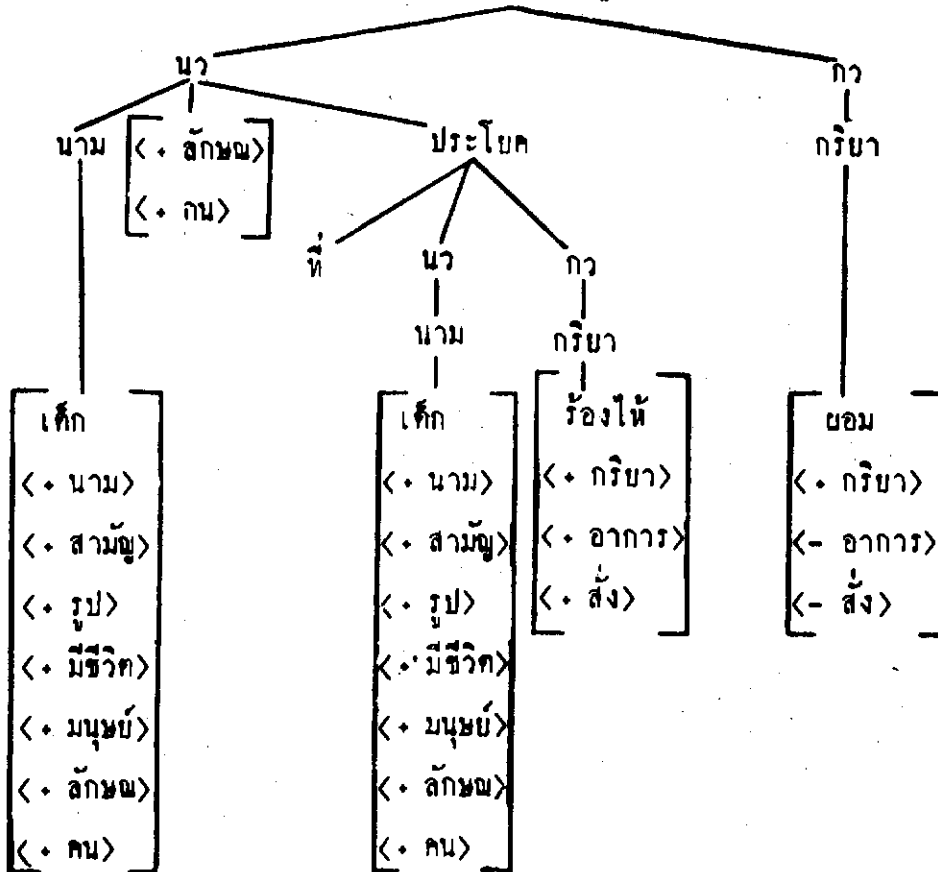 นว กว
นาม <+ ลักษณ> ประโยค กริยา
<+ คน>
ที่ นว กว
นาม กริยา
เด็ก เด็ก ร้องไห้ ผอม
<+ นาม> <+ นาม> <+ กริยา> <+ กริยา>
<+ สามัญ> <+ สามัญ> <+ อาการ> <- อาการ>
<+ รูป> <+ รูป> <+ สั่ง> <- สั่ง>
<+ มีชีวิต> <+ มีชีวิต>
<+ มนุษย์> <+ มนุษย์>
<+ ลักษณ> <+ ลักษณ>
<+ คน> <+ คน>